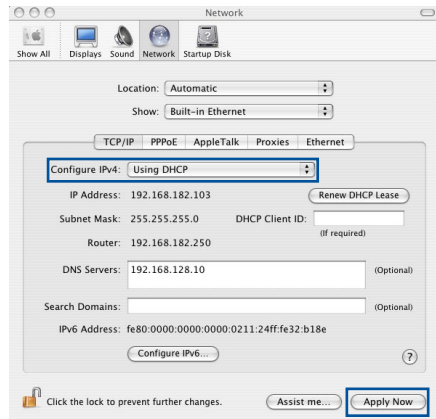 Network
Show All Displays Sound Network Startup Disk
Location: Automatic
Show: Built-in Ethernet
TCP/IP PPPoE AppleTalk Proxies Ethernet
Configure IPv4: Using DHCP
IP Address: 192.168.182.103 Renew DHCP Lease
Subnet Mask: 255.255.255.0 DHCP Client ID:
(If required)
Router: 192.168.182.250
DNS Servers: 192.168.128.10 (Optional)
Search Domains: (Optional)
IPv6 Address: fe80:0000:0000:0000:0211:24ff:fe32:b18e
Configure IPv6... ?
Click the lock to prevent further changes. Assist me... Apply Now